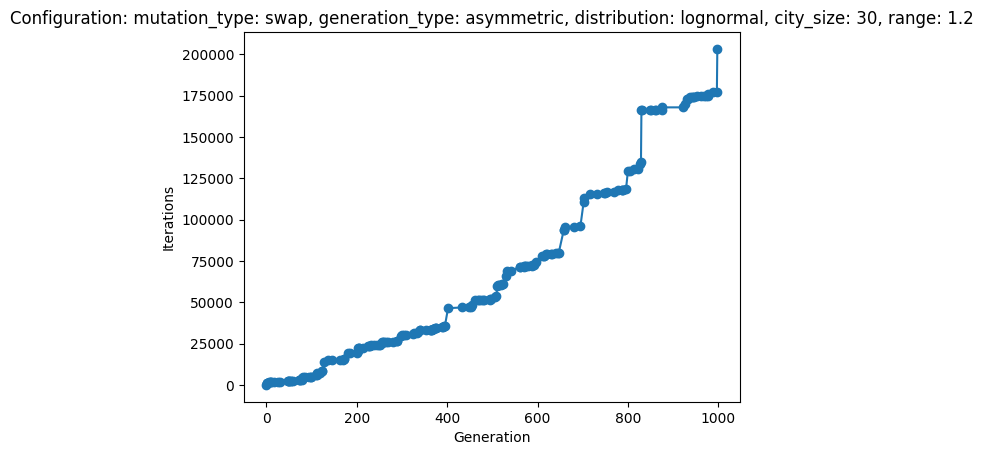 Configuration: mutation_type: swap, generation_type: asymmetric, distribution: lognormal, city_size: 30, range: 1.2
200000
175000
150000
125000
100000
75000
50000
25000
0
Iterations
0 200 400 600 800 1000
Generation